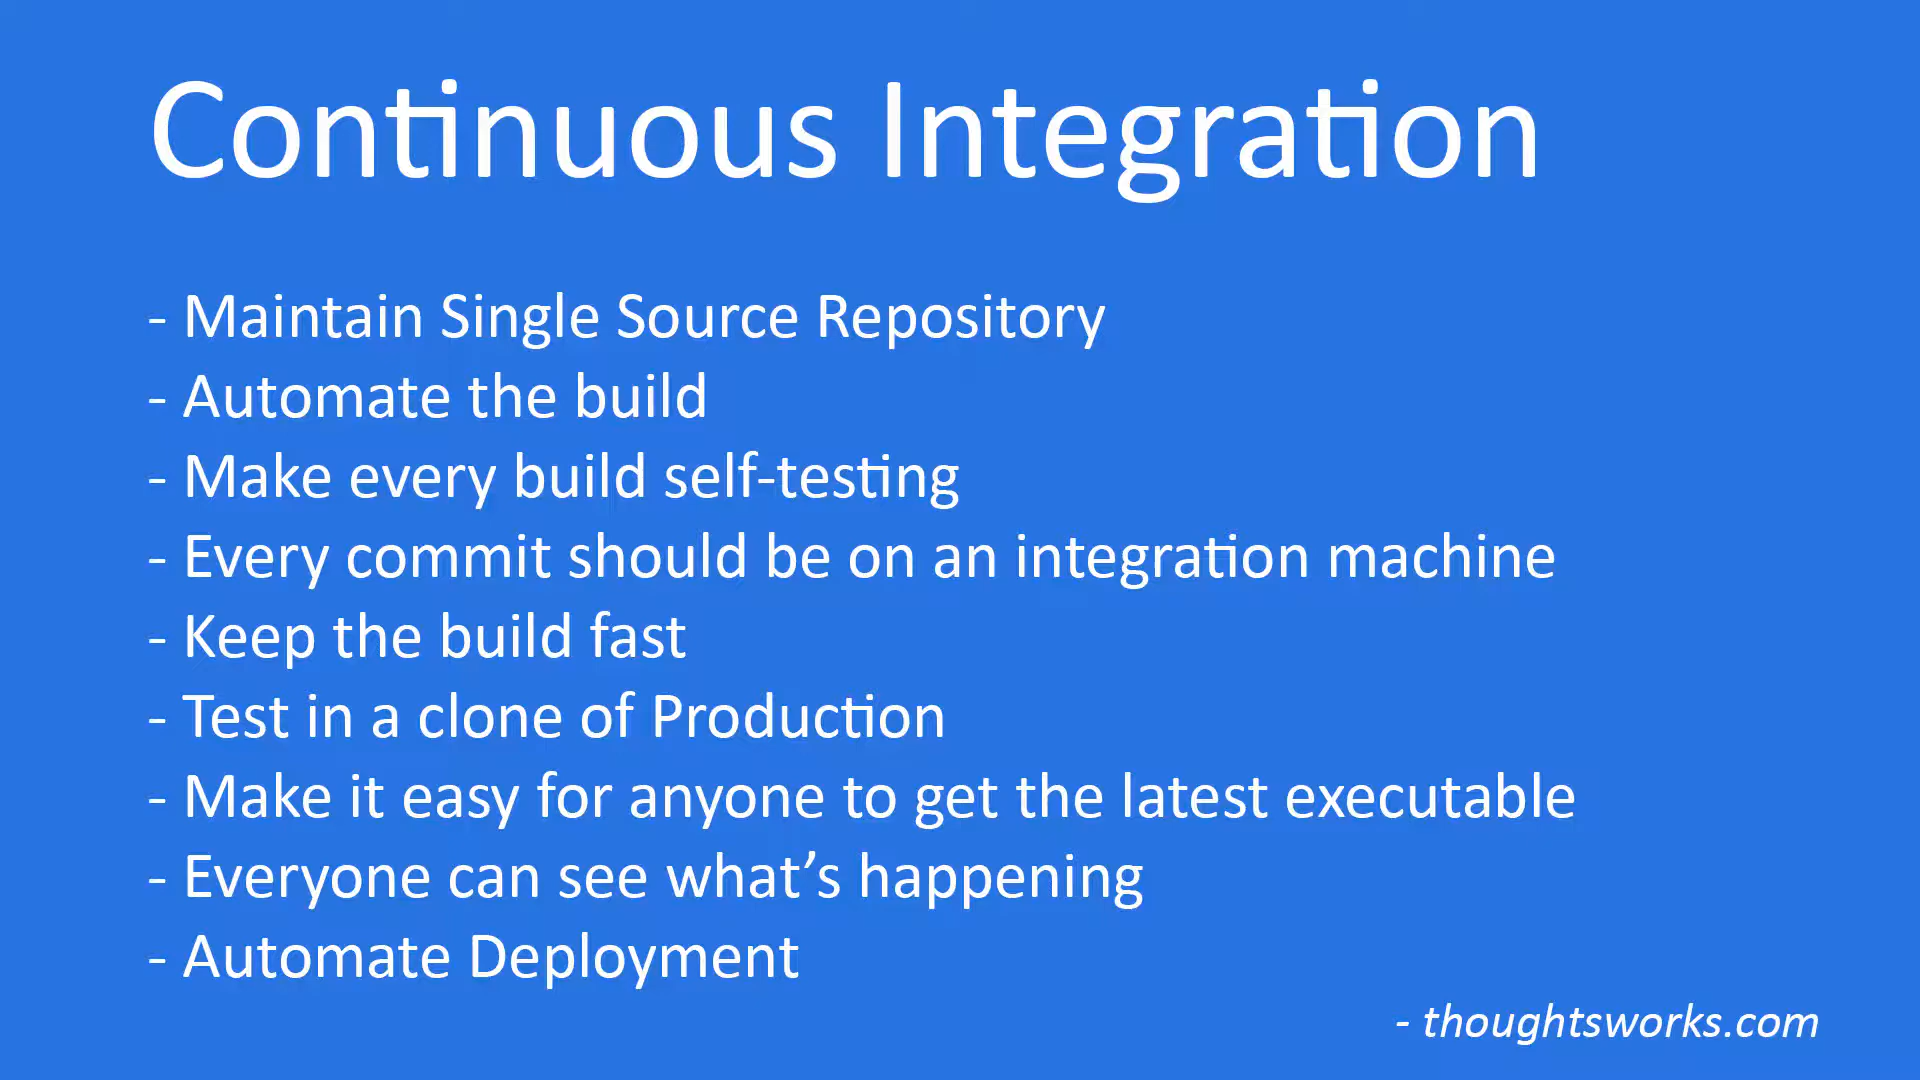 Continuous Integration
- Maintain Single Source Repository
- Automate the build
- Make every build self-testing
- Every commit should be on an integration machine
- Keep the build fast
- Test in a clone of Production
- Make it easy for anyone to get the latest executable
- Everyone can see what’s happening
- Automate Deployment
- thoughtsworks.com